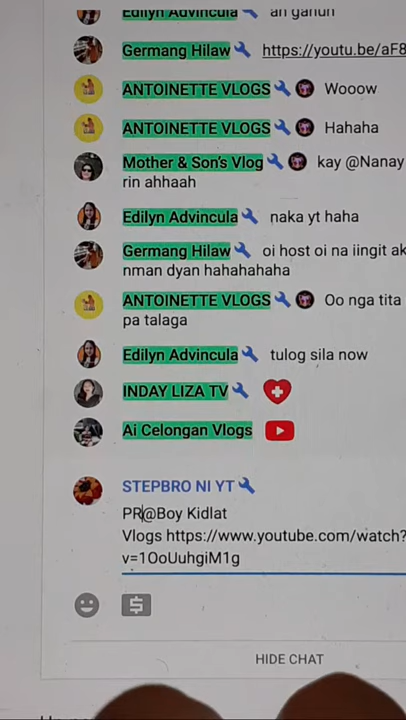 Edilyn Advincula ah ganun
Germang Hilaw https://youtu.be/aF8
ANTOINETTE VLOGS Wooow
ANTOINETTE VLOGS Hahaha
Mother & Son's Vlog kay @Nanay
rin ahhaah
Edilyn Advincula naka yt haha
Germang Hilaw oi host oi na iingit ak
nman dyan hahahahaha
ANTOINETTE VLOGS Oo nga tita
pa talaga
Edilyn Advincula tulog sila now
INDAY LIZA TV
Ai Celongan Vlogs
STEPBRO NI YT
PR@Boy Kidlat
Vlogs https://www.youtube.com/watch?
v=1OoUuhgiM1g
HIDE CHAT